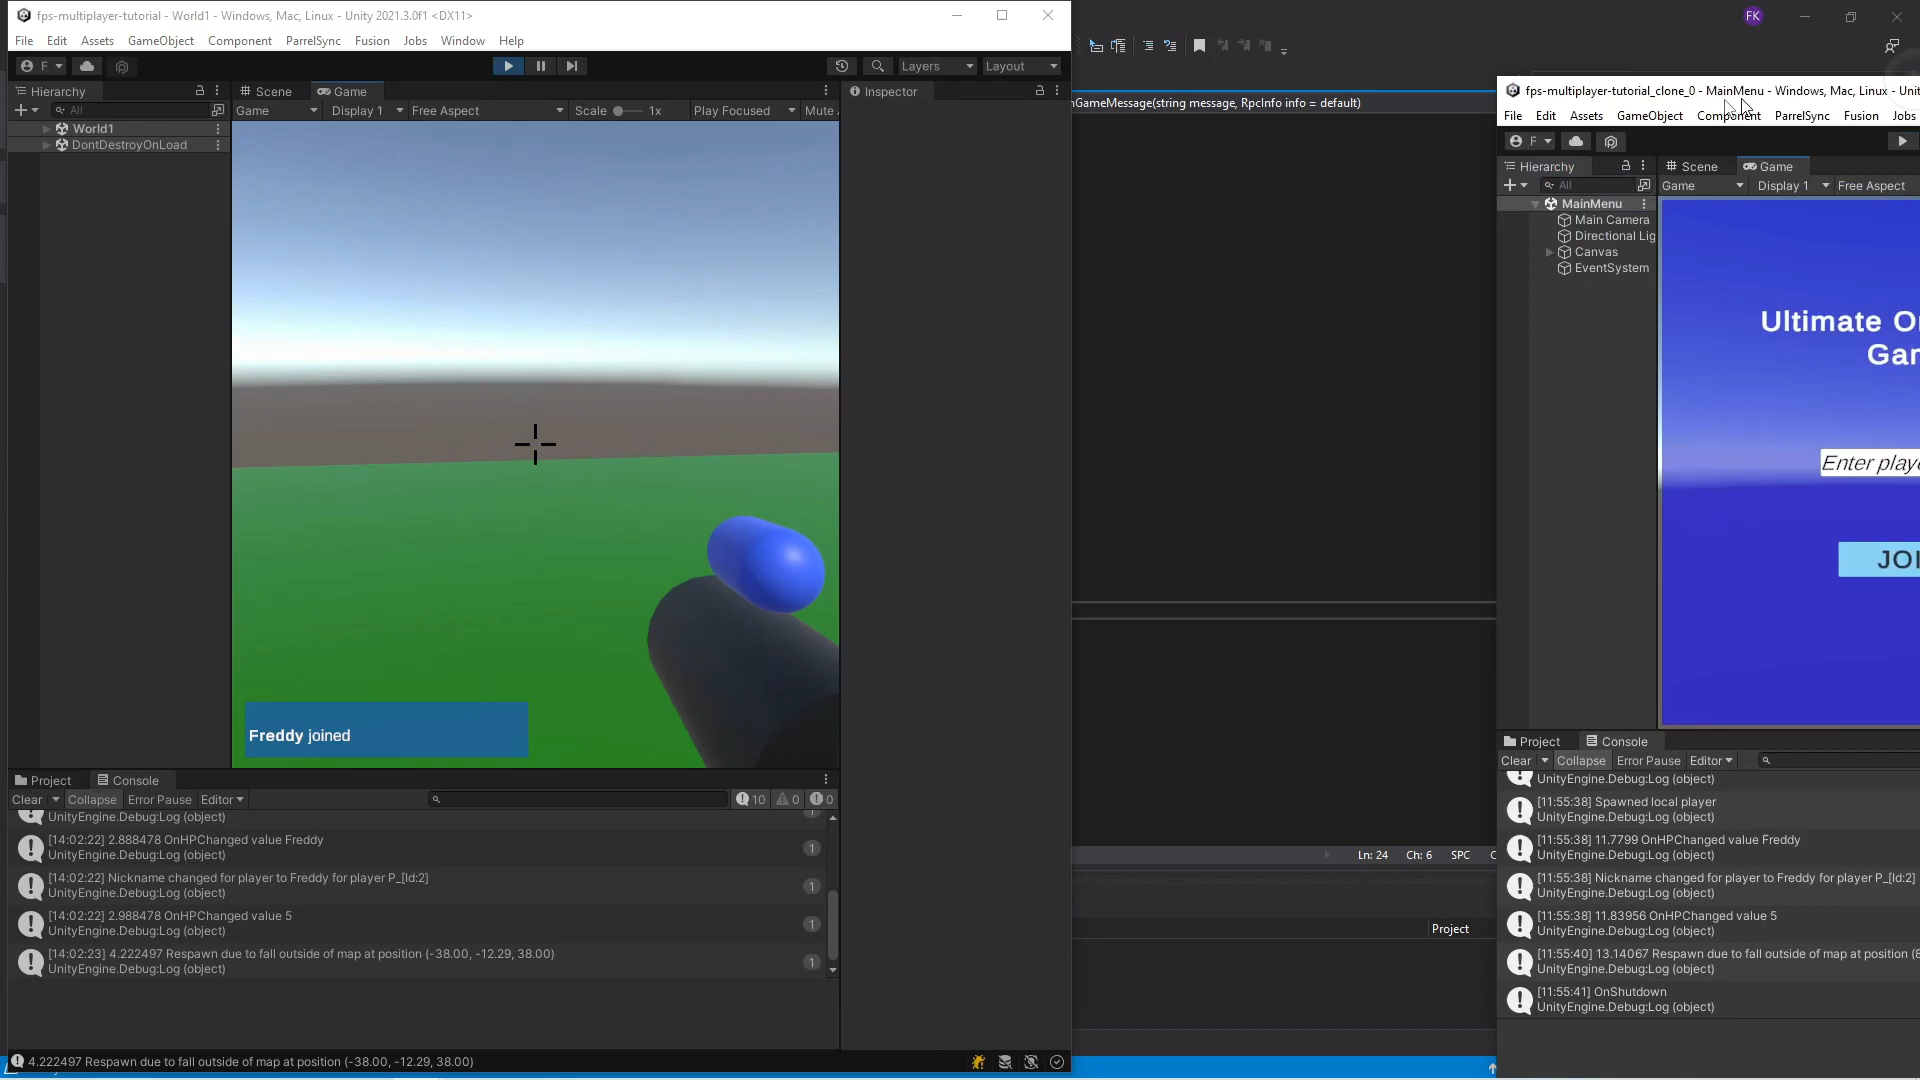 fps-multiplayer-tutorial - World1 - Windows, Mac, Linux - Unity 2021.3.0f1 <DX11>
File Edit Assets GameObject Component ParrelSync Fusion Jobs Window Help
F
Layers
Layout
Hierarchy
All
World1
DontDestroyOnLoad
Scene
Game
Game
Display 1
Free Aspect
Scale
1x
Play Focused
Mute
Inspector
Freddy joined
Project
Console
Clear
Collapse
Error Pause
Editor
10
0
0
UnityEngine.Debug:Log (object)
1
[14:02:22] 2.888478 OnHPChanged value Freddy
UnityEngine.Debug:Log (object)
1
[14:02:22] Nickname changed for player to Freddy for player P_[Id:2]
UnityEngine.Debug:Log (object)
1
[14:02:22] 2.988478 OnHPChanged value 5
UnityEngine.Debug:Log (object)
1
[14:02:23] 4.222497 Respawn due to fall outside of map at position (-38.00, -12.29, 38.00)
UnityEngine.Debug:Log (object)
1
4.222497 Respawn due to fall outside of map at position (-38.00, -12.29, 38.00)
FK
nGameMessage(string message, RpcInfo info = default)
Ln: 24
Ch: 6
SPC
Project
fps-multiplayer-tutorial_clone_0 - MainMenu - Windows, Mac, Linux - Unit
File Edit Assets GameObject Component ParrelSync Fusion Jobs
F
Hierarchy
All
MainMenu
Main Camera
Directional Lig
Canvas
EventSystem
Scene
Game
Game
Display 1
Free Aspect
Ultimate O
Gam
Enter playe
JOI
Project
Console
Clear
Collapse
Error Pause
Editor
UnityEngine.Debug:Log (object)
[11:55:38] Spawned local player
UnityEngine.Debug:Log (object)
[11:55:38] 11.7799 OnHPChanged value Freddy
UnityEngine.Debug:Log (object)
[11:55:38] Nickname changed for player to Freddy for player P_[Id:2]
UnityEngine.Debug:Log (object)
[11:55:38] 11.83956 OnHPChanged value 5
UnityEngine.Debug:Log (object)
[11:55:40] 13.14067 Respawn due to fall outside of map at position (8
UnityEngine.Debug:Log (object)
[11:55:41] OnShutdown
UnityEngine.Debug:Log (object)